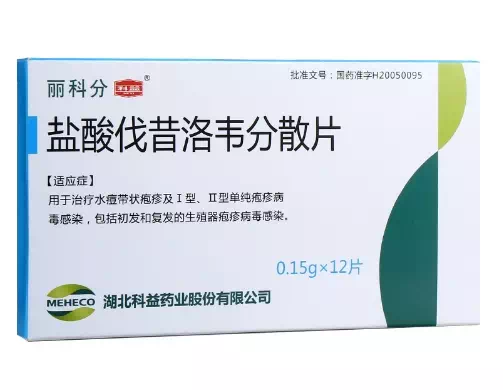 批准文号：国药准字H20050095
丽科分 科益®
盐酸伐昔洛韦分散片
【适应症】
用于治疗水痘带状疱疹及Ⅰ型、Ⅱ型单纯疱疹病
毒感染，包括初发和复发的生殖器疱疹病毒感染。
0.15g×12片
MEHECO 湖北科益药业股份有限公司